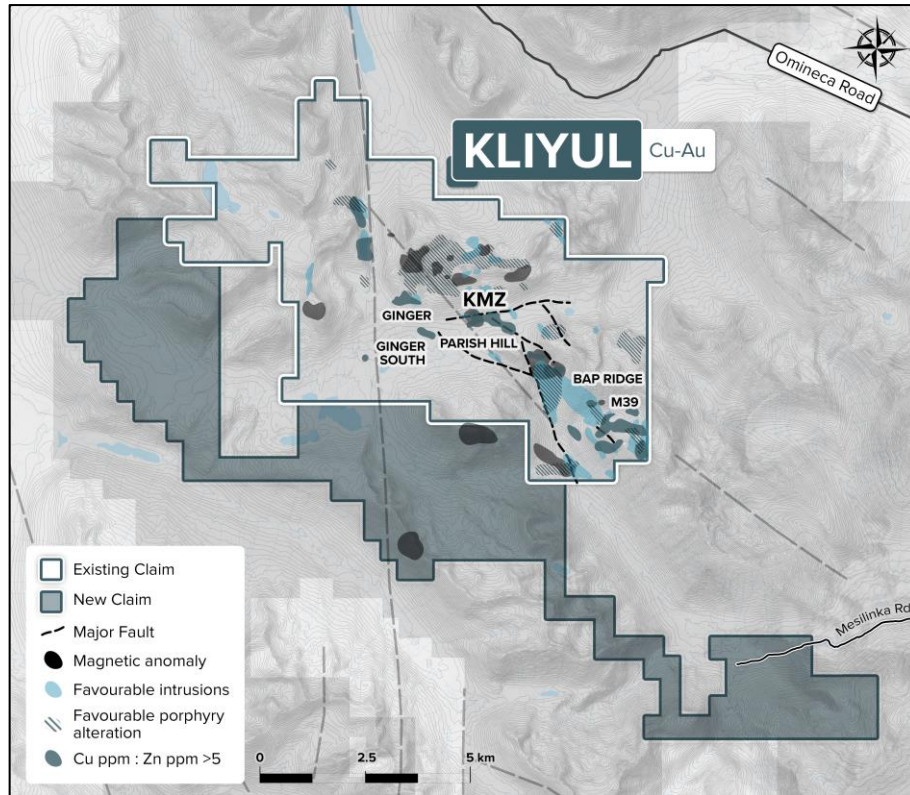 Omineca Road
KLIYUL
Cu-Au
KMZ
GINGER
GINGER
SOUTH
PARISH HILL
BAP RIDGE
M39
Mesilinka Rd
Existing Claim
New Claim
Major Fault
Magnetic anomaly
Favourable intrusions
Favourable porphyry
alteration
Cu ppm : Zn ppm >5
0 2.5 5 km